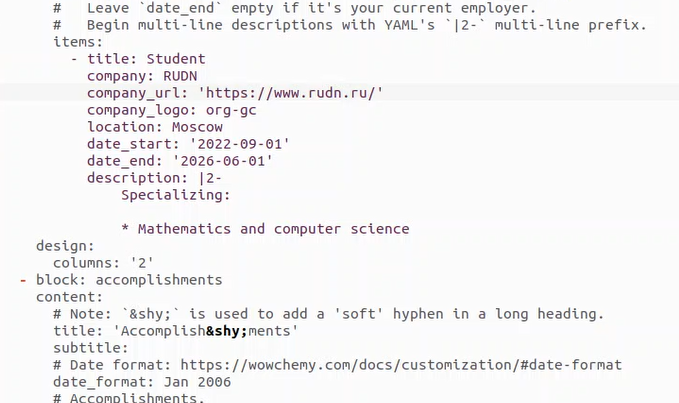 #   Leave `date_end` empty if it's your current employer.
#   Begin multi-line descriptions with YAML's `|2-` multi-line prefix.
items:
- title: Student
company: RUDN
company_url: 'https://www.rudn.ru/'
company_logo: org-gc
location: Moscow
date_start: '2022-09-01'
date_end: '2026-06-01'
description: |2-
Specializing:
* Mathematics and computer science
design:
columns: '2'
- block: accomplishments
content:
# Note: `&shy;` is used to add a 'soft' hyphen in a long heading.
title: 'Accomplish&shy;ments'
subtitle:
# Date format: https://wowchemy.com/docs/customization/#date-format
date_format: Jan 2006
# Accomplishments.